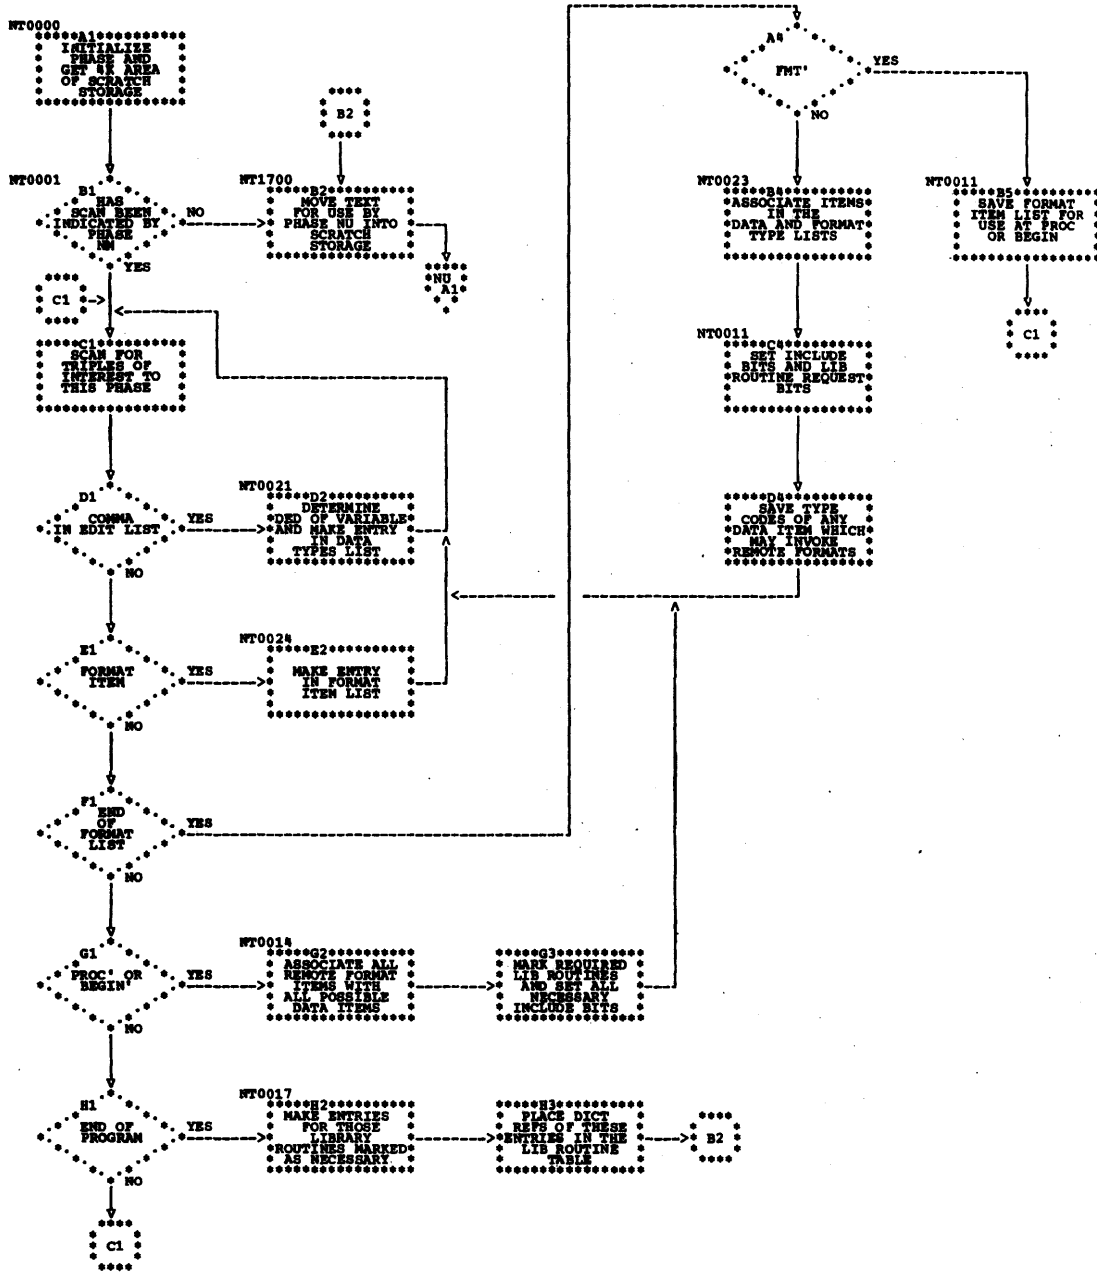 NT0000
A1
INITIALIZE
PHASE AND
GET 4K AREA
OF SCRATCH
STORAGE
B2
NT0001
B1
HAS
SCAN BEEN
INDICATED BY
PHASE
NM
NO
YES
NT1700
B2
MOVE TEXT
FOR USE BY
PHASE NU INTO
SCRATCH
STORAGE
NU
A1
C1
C1
SCAN FOR
TRIPLES OF
INTEREST TO
THIS PHASE
D1
COMMA
IN EDIT LIST
YES
NO
NT0021
D2
DETERMINE
DED OF VARIABLE
AND MAKE ENTRY
IN DATA
TYPES LIST
E1
FORMAT
ITEM
YES
NO
NT0024
E2
MAKE ENTRY
IN FORMAT
ITEM LIST
F1
END
OF
FORMAT
LIST
YES
NO
G1
PROC' OR
BEGIN'
YES
NO
NT0014
G2
ASSOCIATE ALL
REMOTE FORMAT
ITEMS WITH
ALL POSSIBLE
DATA ITEMS
G3
MARK REQUIRED
LIB ROUTINES
AND SET ALL
NECESSARY
INCLUDE BITS
H1
END OF
PROGRAM
YES
NO
NT0017
H2
MAKE ENTRIES
FOR THOSE
LIBRARY
ROUTINES MARKED
AS NECESSARY
H3
PLACE DICT
REFS OF THESE
ENTRIES IN THE
LIB ROUTINE
TABLE
B2
C1
A4
FMT'
YES
NO
NT0023
B4
ASSOCIATE ITEMS
IN THE
DATA AND FORMAT
TYPE LISTS
NT0011
B5
SAVE FORMAT
ITEM LIST FOR
USE AT PROC
OR BEGIN
C1
NT0011
C4
SET INCLUDE
BITS AND LIB
ROUTINE REQUEST
BITS
D4
SAVE TYPE
CODES OF ANY
DATA ITEM WHICH
MAY INVOKE
REMOTE FORMATS